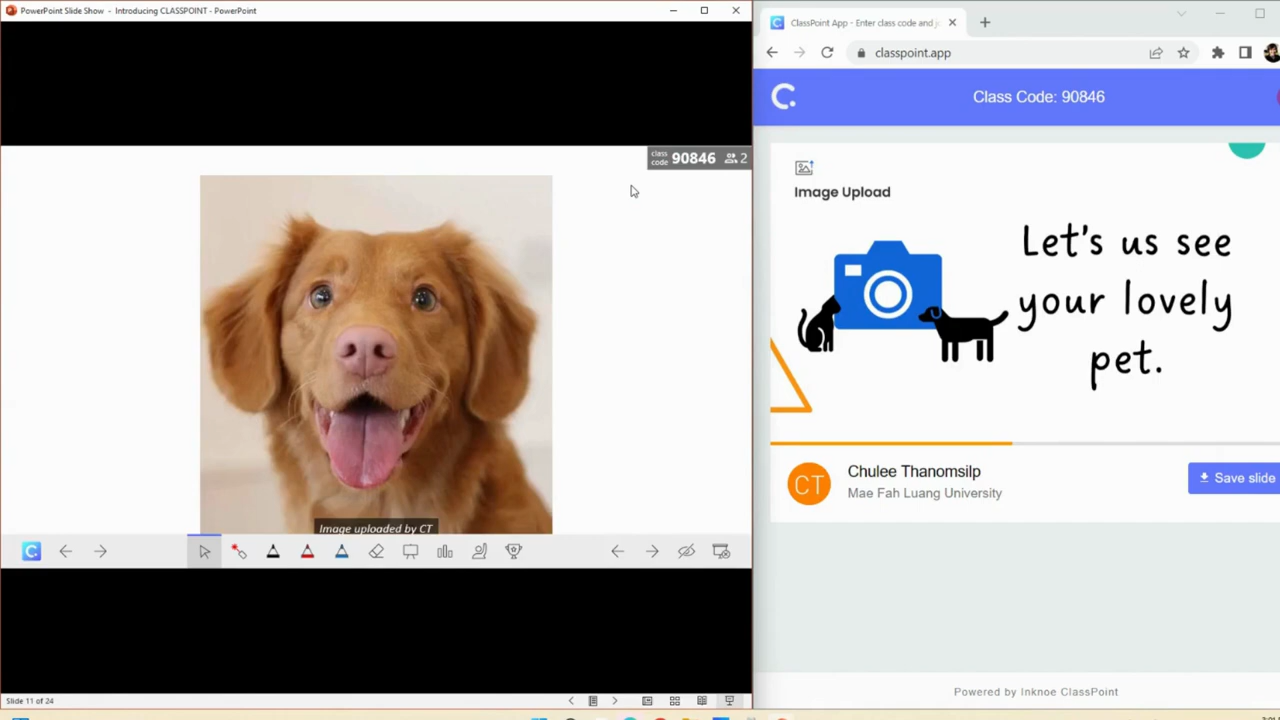 PowerPoint Slide Show - Introducing CLASSPOINT - PowerPoint
class
code 90846 2
Image uploaded by CT
Slide 11 of 24
ClassPoint App - Enter class code and jo
classpoint.app
Class Code: 90846
Image Upload
Let's us see
your lovely
pet.
CT
Chulee Thanomsilp
Mae Fah Luang University
Save slide
Powered by Inknoe ClassPoint